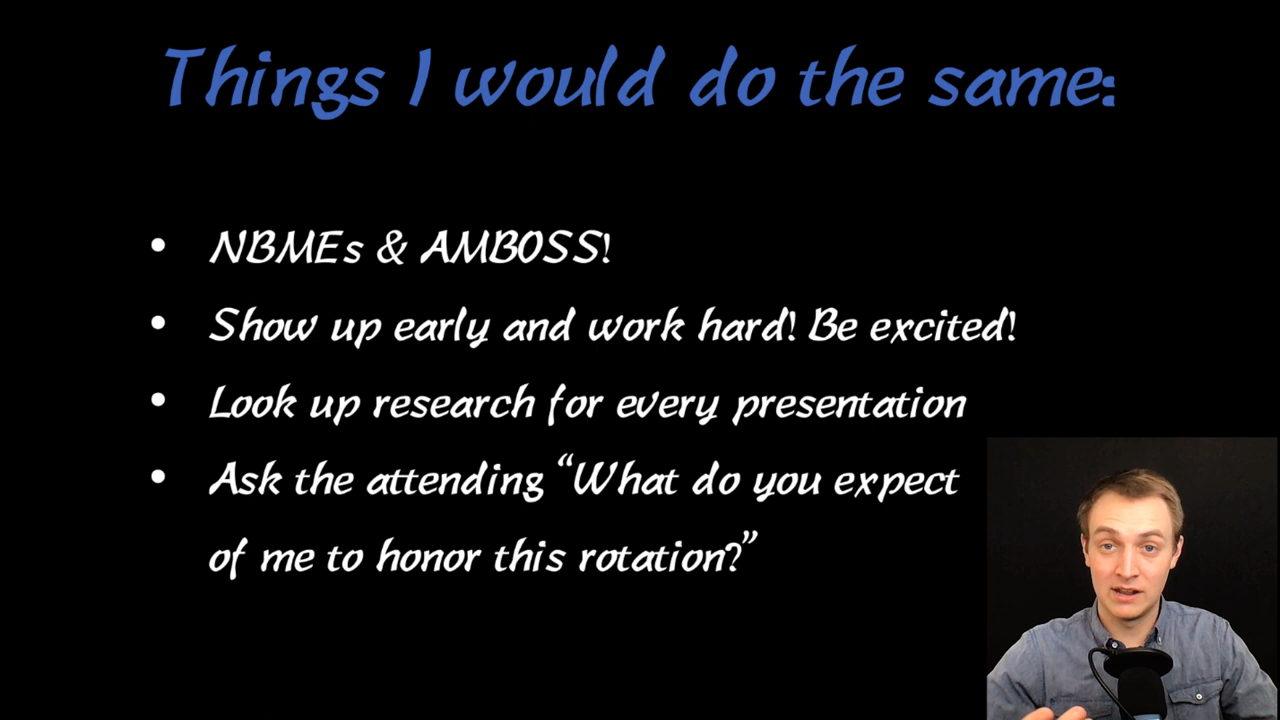 Things I would do the same:
• NBMEs & AMBOSS!
• Show up early and work hard! Be excited!
• Look up research for every presentation
• Ask the attending “What do you expect
of me to honor this rotation?”